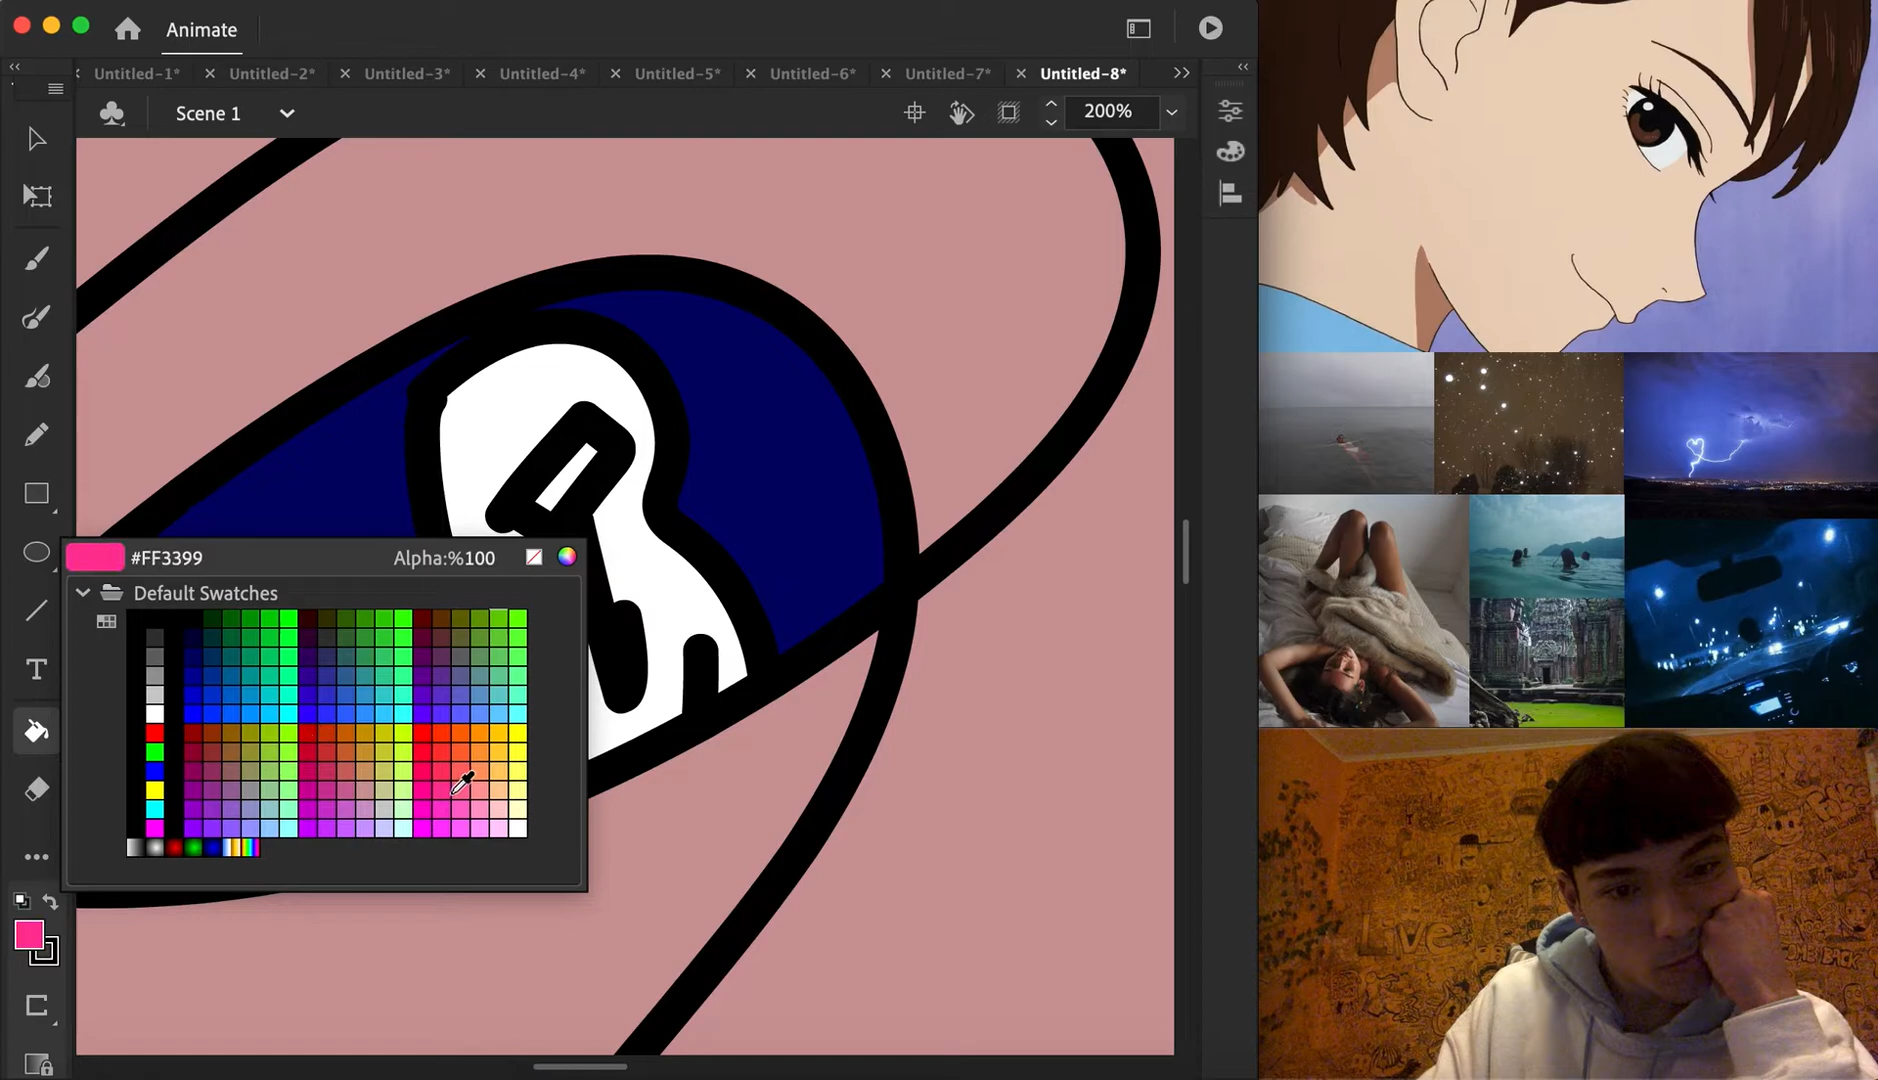 Animate
Untitled-1*
Untitled-2*
Untitled-3*
Untitled-4*
Untitled-5*
Untitled-6*
Untitled-7*
Untitled-8*
Scene 1
200%
#FF3399
Alpha:%100
Default Swatches
T
Live